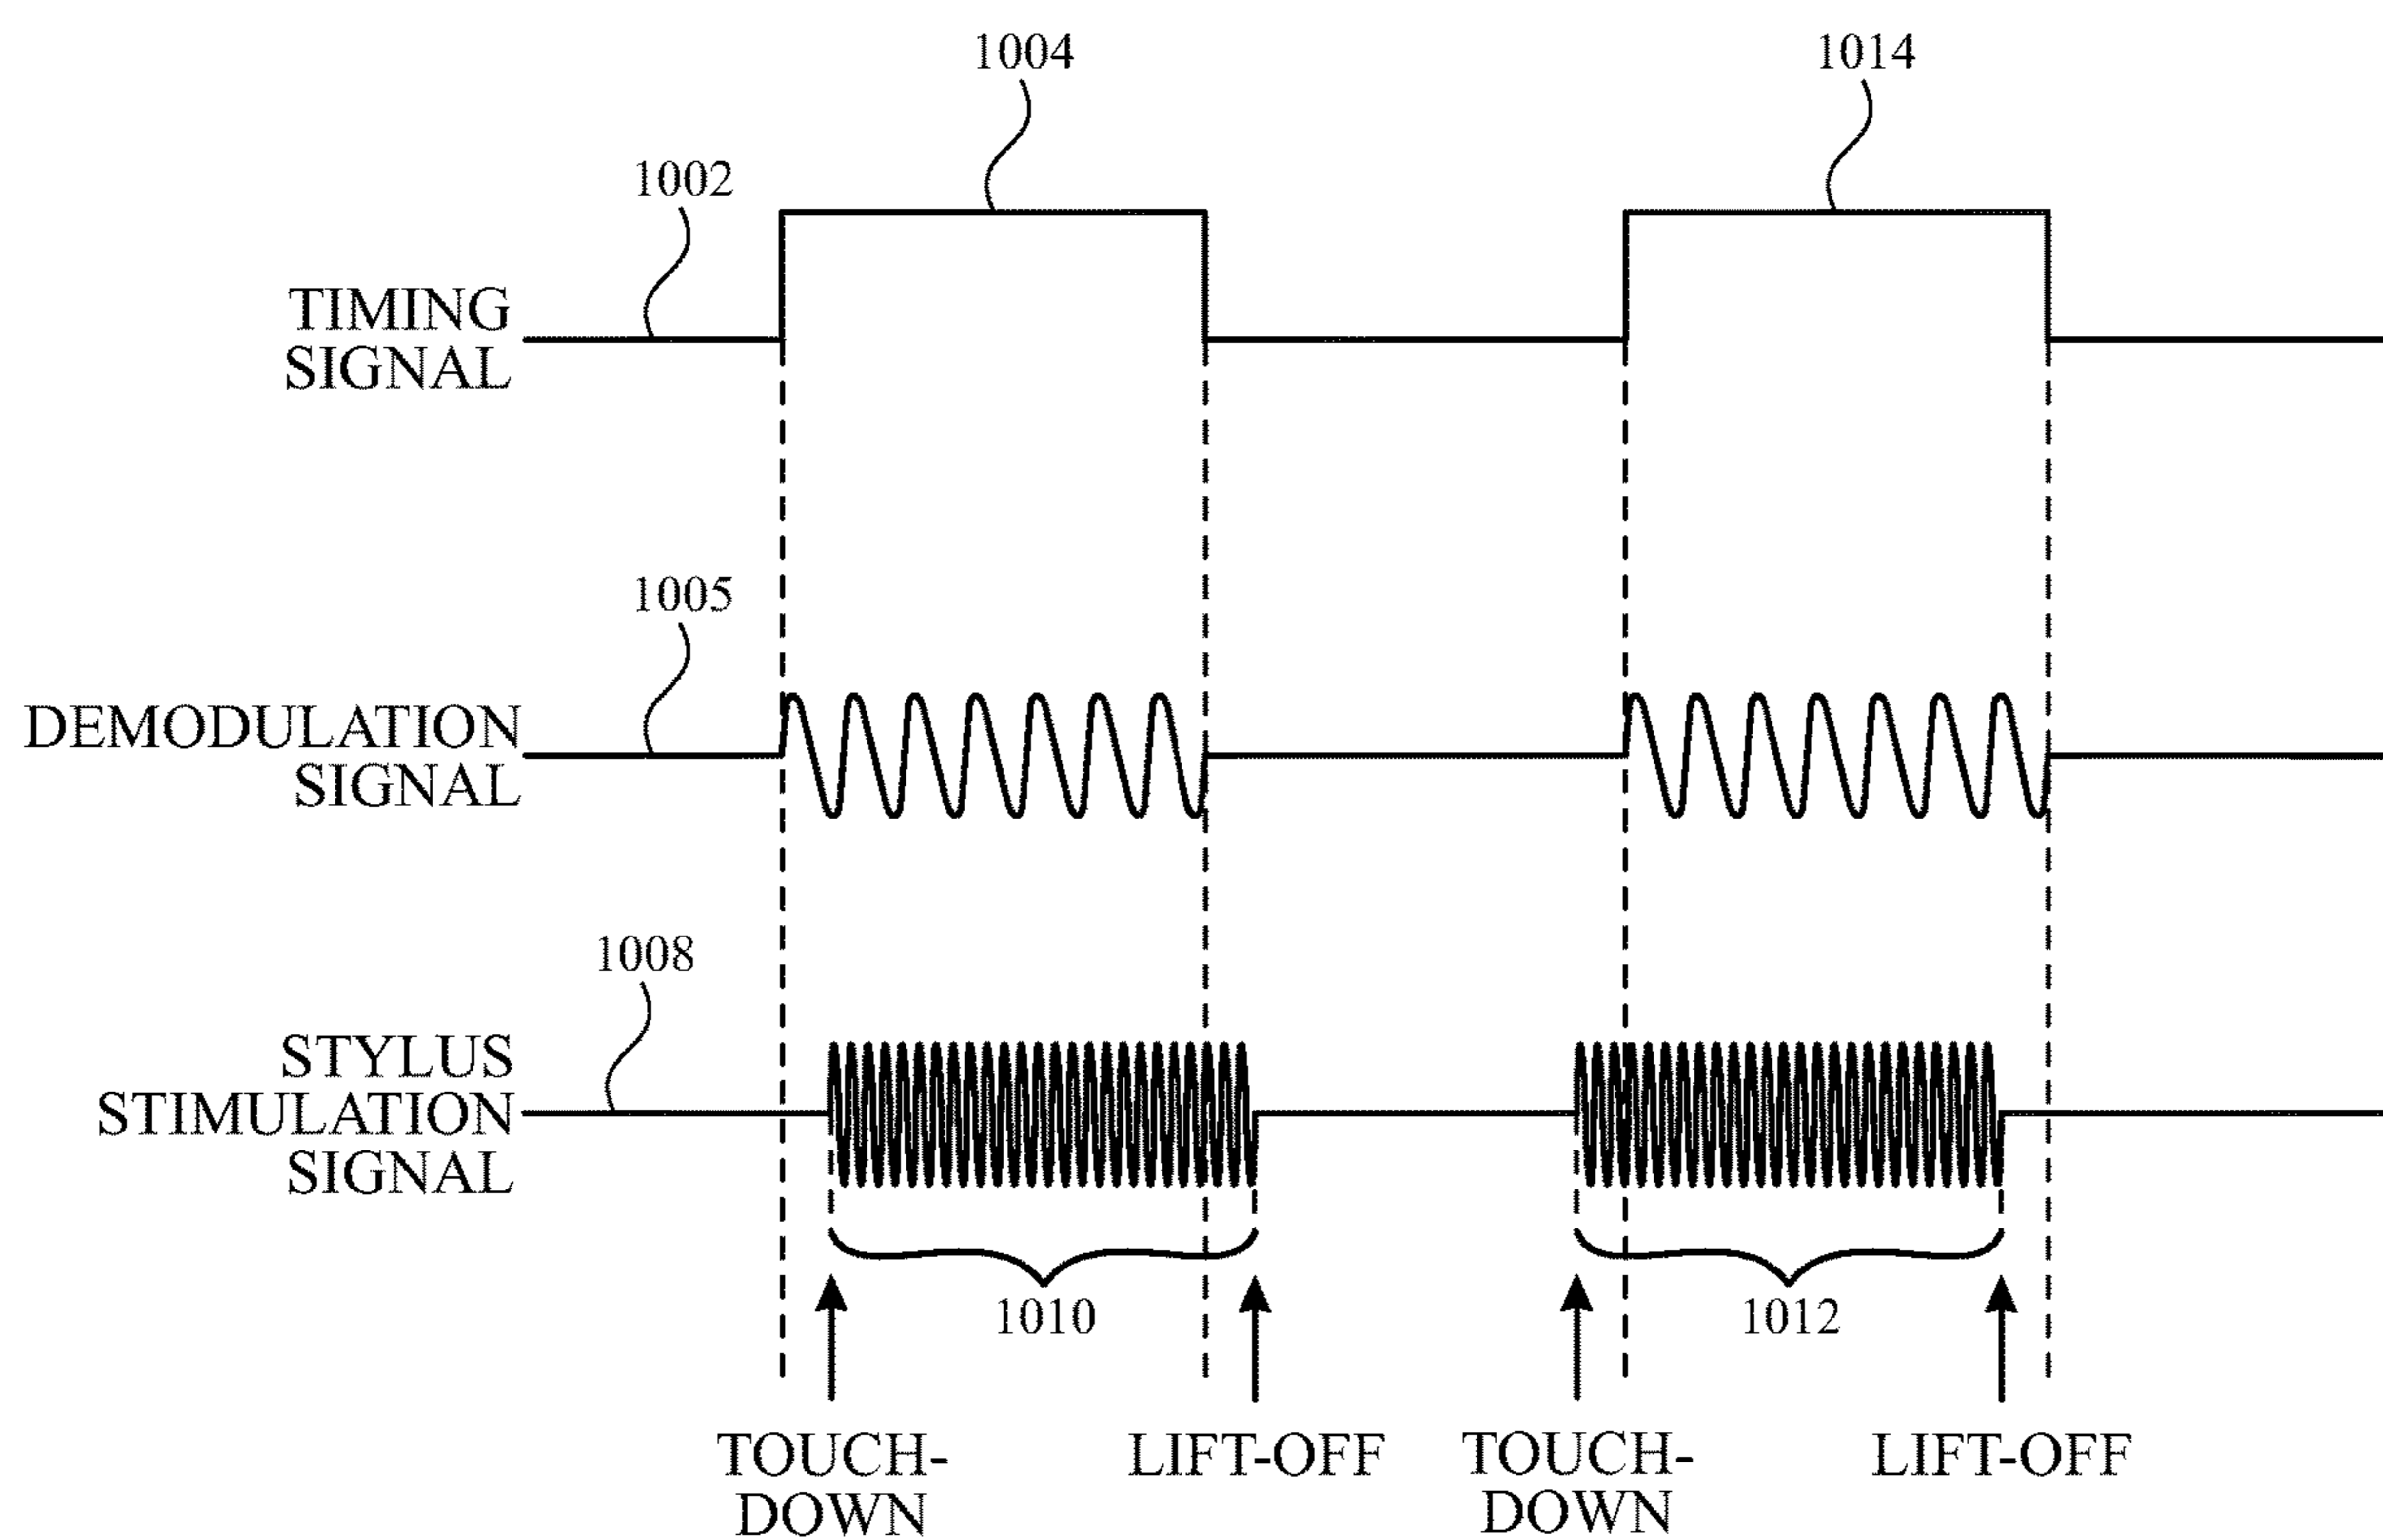 1004
1014
1002
TIMING
SIGNAL
1005
DEMODULATION
SIGNAL
1008
STYLUS
STIMULATION
SIGNAL
1010
1012
TOUCH-
DOWN
LIFT-OFF
TOUCH-
DOWN
LIFT-OFF